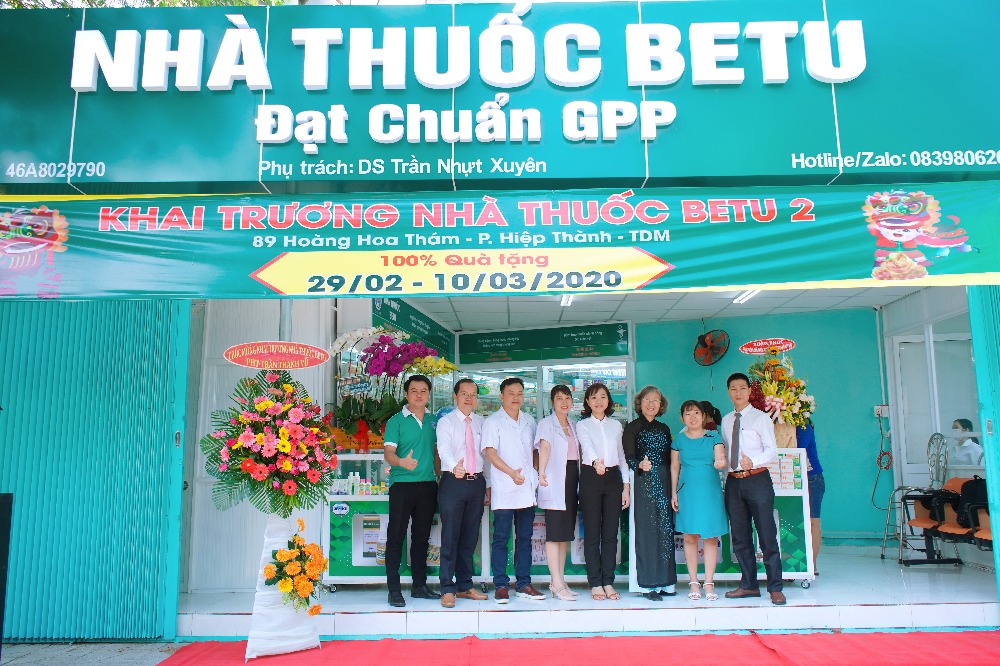 NHÀ THUỐC BETU
Đạt Chuẩn GPP
46A8029790
Phụ trách: DS Trần Nhựt Xuyên
Hotline/Zalo: 083980620
KHAI TRƯƠNG NHÀ THUỐC BETU 2
89 Hoàng Hoa Thám - P. Hiệp Thành - TDM
100% Quà tặng
29/02 - 10/03/2020